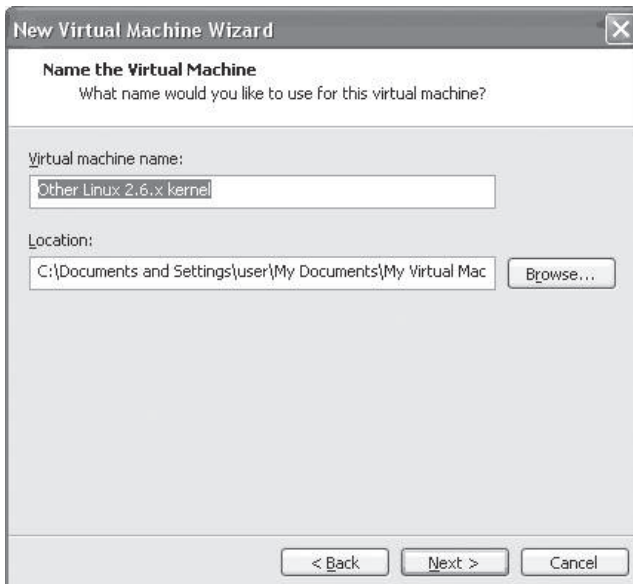 New Virtual Machine Wizard
Name the Virtual Machine
What name would you like to use for this virtual machine?
Virtual machine name:
Other Linux 2.6.x kernel
Location:
C:\Documents and Settings\user\My Documents\My Virtual Mac
Browse...
< Back
Next >
Cancel